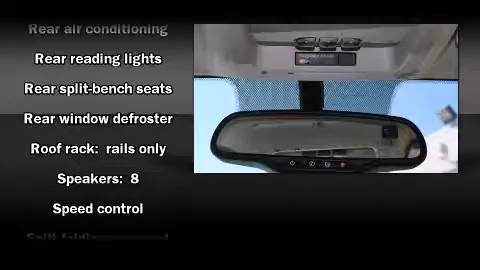 Rear air conditioning
Rear reading lights
Rear split-bench seats
Rear window defroster
Roof rack:  rails only
Speakers:  8
Speed control